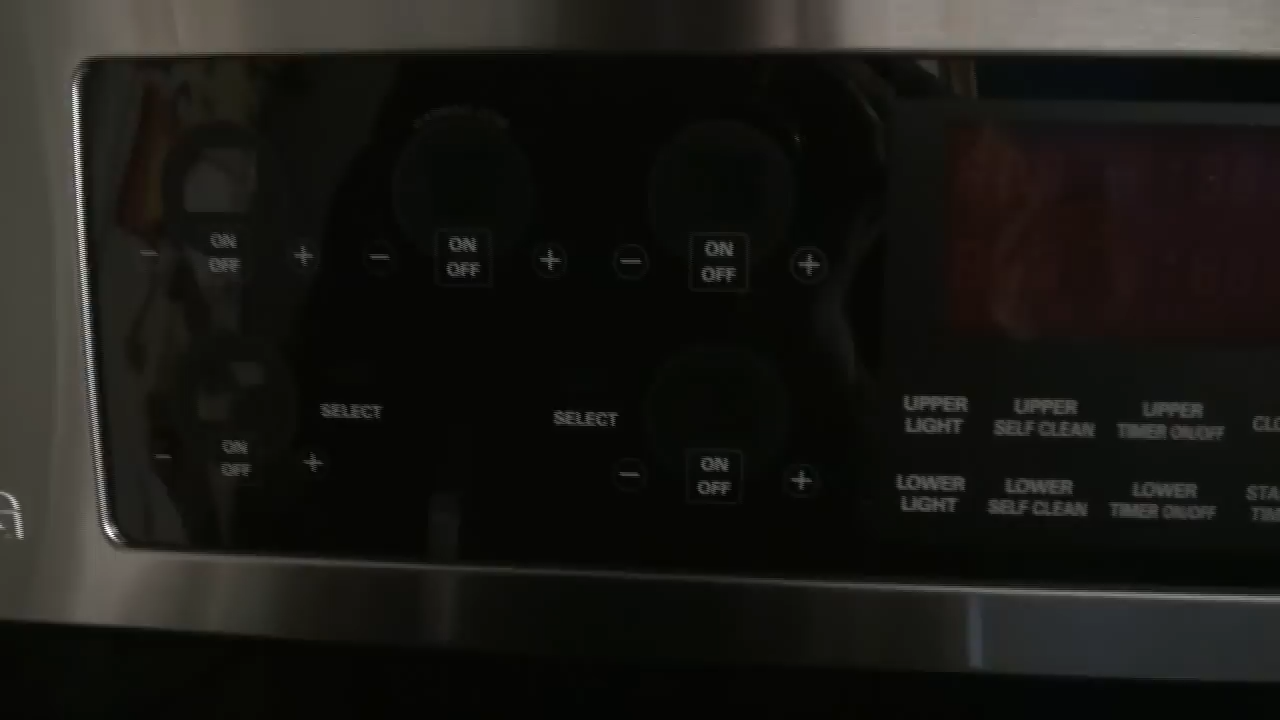 ON
OFF
- +
ON
OFF
- +
ON
OFF
- +
SELECT
SELECT
ON
OFF
- +
ON
OFF
- +
UPPER
LIGHT
UPPER
SELF CLEAN
UPPER
TIMER ON/OFF
LOWER
LIGHT
LOWER
SELF CLEAN
LOWER
TIMER ON/OFF